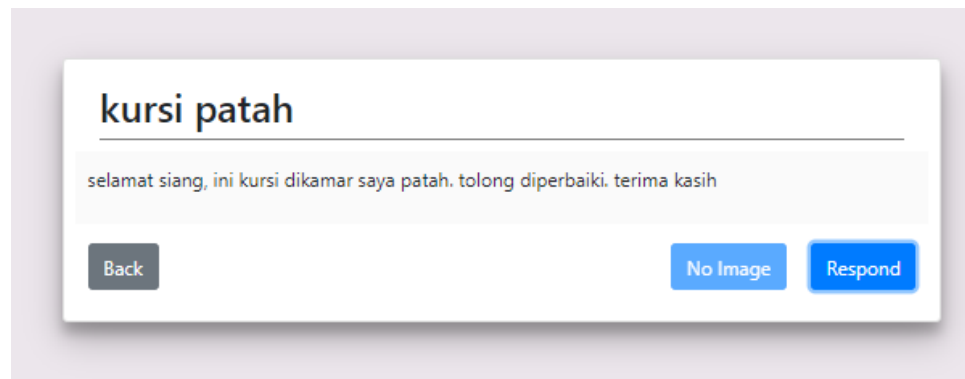 kursi patah
selamat siang, ini kursi dikamar saya patah. tolong diperbaiki. terima kasih
Back
No Image
Respond